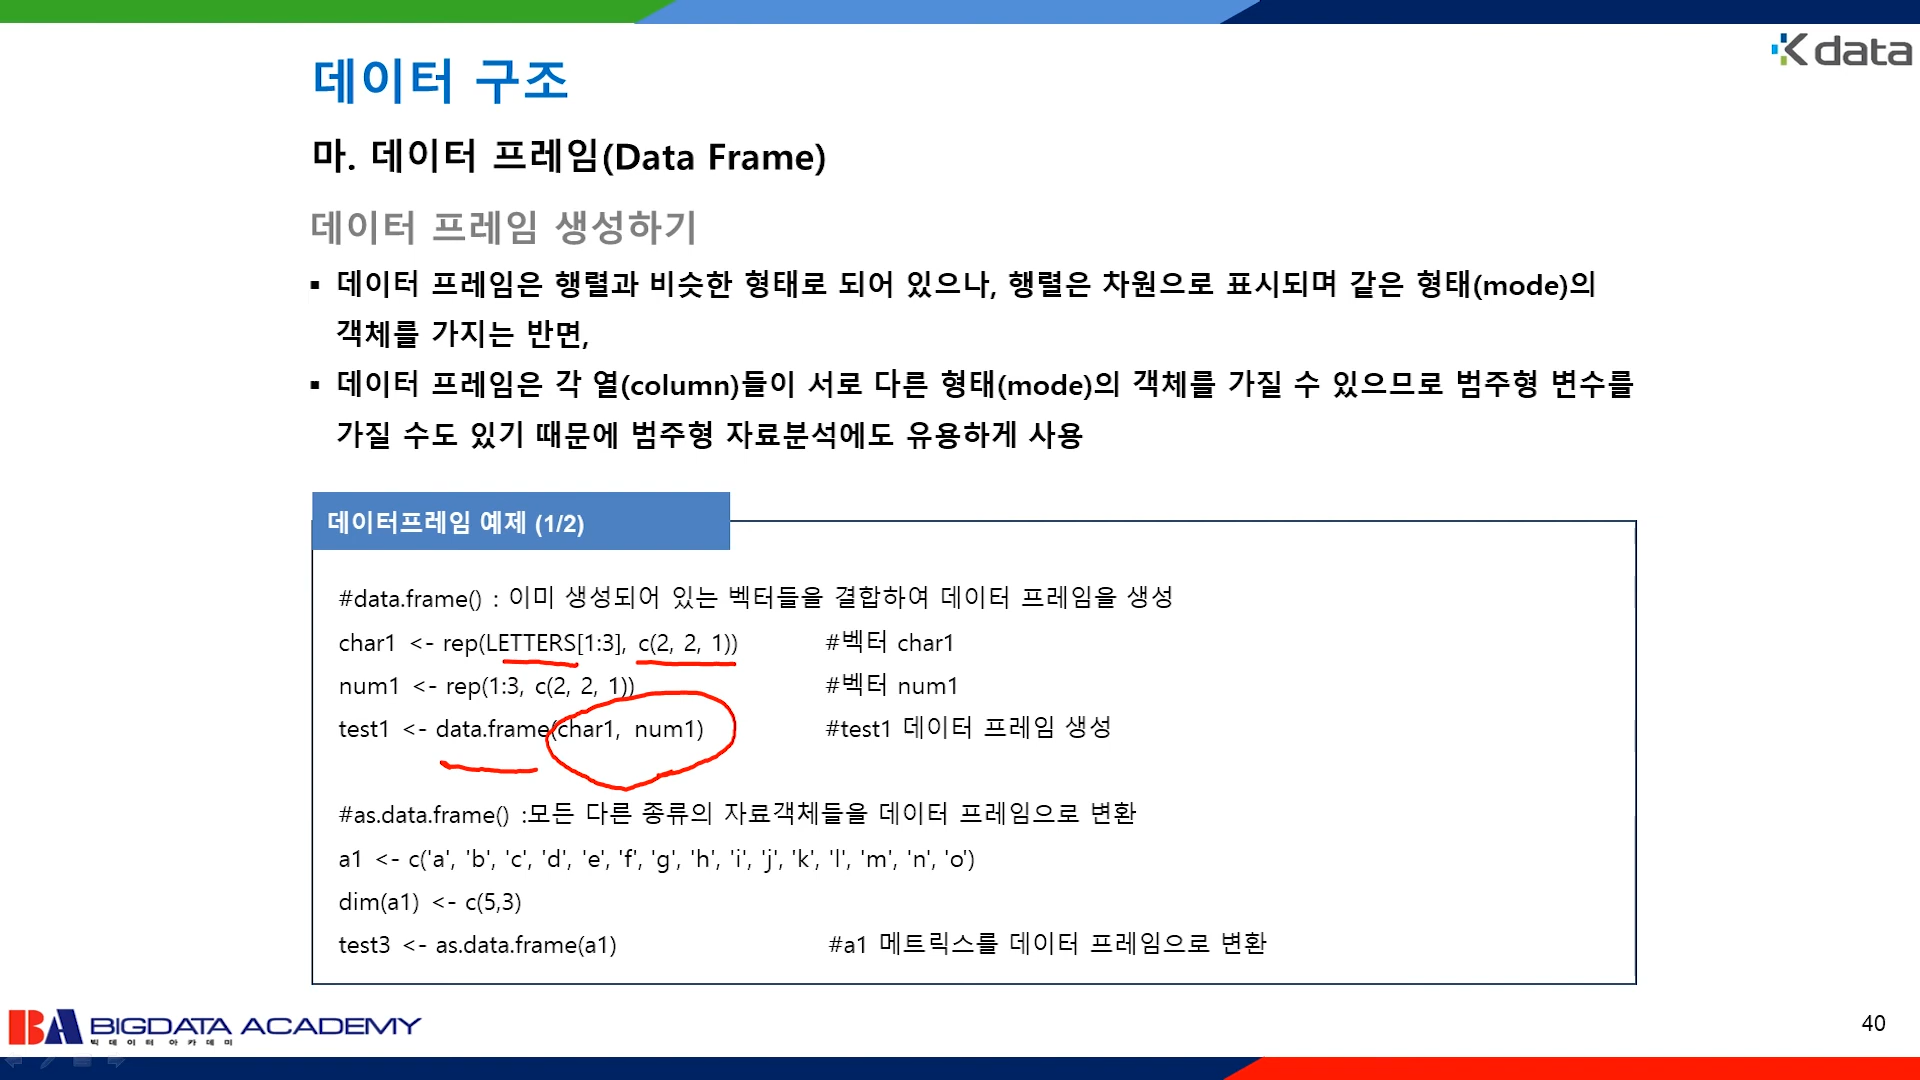 K data
데이터 구조
마. 데이터 프레임(Data Frame)
데이터 프레임 생성하기
▪ 데이터 프레임은 행렬과 비슷한 형태로 되어 있으나, 행렬은 차원으로 표시되며 같은 형태(mode)의
객체를 가지는 반면,
▪ 데이터 프레임은 각 열(column)들이 서로 다른 형태(mode)의 객체를 가질 수 있으므로 범주형 변수를
가질 수도 있기 때문에 범주형 자료분석에도 유용하게 사용
데이터프레임 예제 (1/2)
#data.frame() : 이미 생성되어 있는 벡터들을 결합하여 데이터 프레임을 생성
char1 <- rep(LETTERS[1:3], c(2, 2, 1)) #벡터 char1
num1 <- rep(1:3, c(2, 2, 1)) #벡터 num1
test1 <- data.frame(char1, num1) #test1 데이터 프레임 생성
#as.data.frame() :모든 다른 종류의 자료객체들을 데이터 프레임으로 변환
a1 <- c('a', 'b', 'c', 'd', 'e', 'f', 'g', 'h', 'i', 'j', 'k', 'l', 'm', 'n', 'o')
dim(a1) <- c(5,3)
test3 <- as.data.frame(a1) #a1 메트릭스를 데이터 프레임으로 변환
BA BIGDATA ACADEMY
빅데이터 아카데미
40